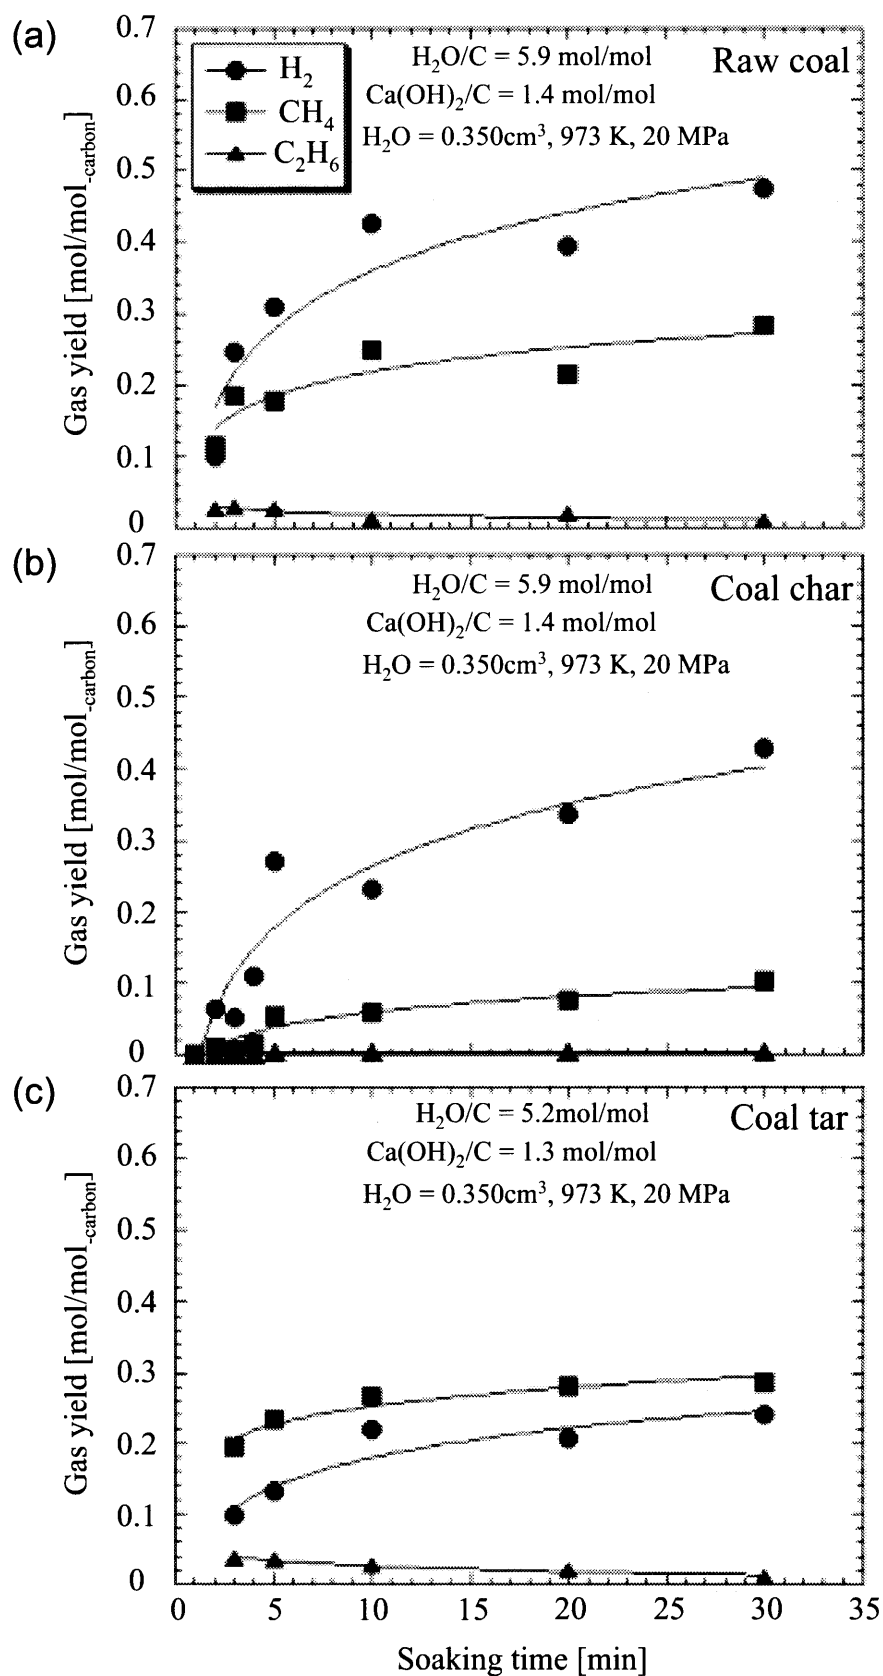 (a)
0.7
0.6
0.5
0.4
0.3
0.2
0.1
0
Gas yield [mol/mol-carbon]
H2
CH4
C2H6
H2O/C = 5.9 mol/mol
Ca(OH)2/C = 1.4 mol/mol
H2O = 0.350cm3, 973 K, 20 MPa
Raw coal
(b)
0.7
0.6
0.5
0.4
0.3
0.2
0.1
0
Gas yield [mol/mol-carbon]
H2O/C = 5.9 mol/mol
Ca(OH)2/C = 1.4 mol/mol
H2O = 0.350cm3, 973 K, 20 MPa
Coal char
(c)
0.7
0.6
0.5
0.4
0.3
0.2
0.1
0
Gas yield [mol/mol-carbon]
H2O/C = 5.2mol/mol
Ca(OH)2/C = 1.3 mol/mol
H2O = 0.350cm3, 973 K, 20 MPa
Coal tar
0 5 10 15 20 25 30 35
Soaking time [min]